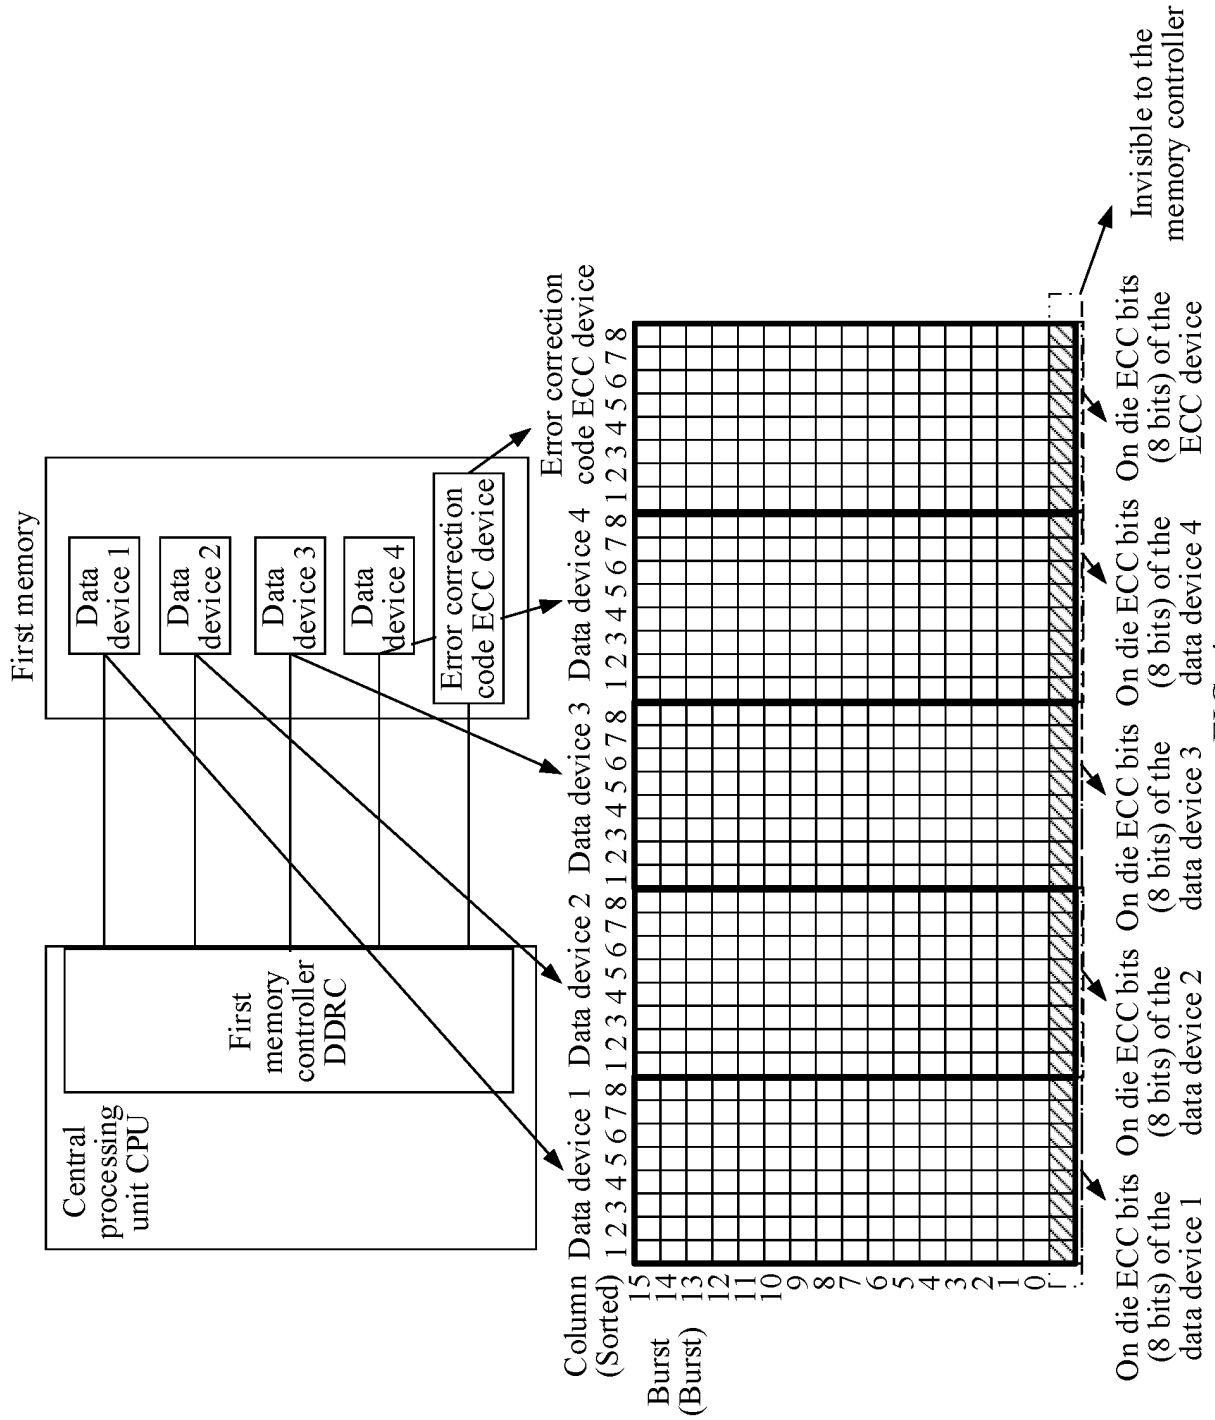 First memory
Central
processing
unit CPU
First
memory
controller
DDRC
Data
device 1
Data
device 2
Data
device 3
Data
device 4
Error correction
code ECC device
Column
(Sorted)
Data device 1
Data device 2
Data device 3
Data device 4
Error correction
code ECC device
1 2 3 4 5 6 7 8
1 2 3 4 5 6 7 8
1 2 3 4 5 6 7 8
1 2 3 4 5 6 7 8
1 2 3 4 5 6 7 8
Burst
(Burst)
15
14
13
12
11
10
9
8
7
6
5
4
3
2
1
0
On die ECC bits
(8 bits) of the
data device 1
On die ECC bits
(8 bits) of the
data device 2
On die ECC bits
(8 bits) of the
data device 3
On die ECC bits
(8 bits) of the
data device 4
On die ECC bits
(8 bits) of the
ECC device
Invisible to the
memory controller